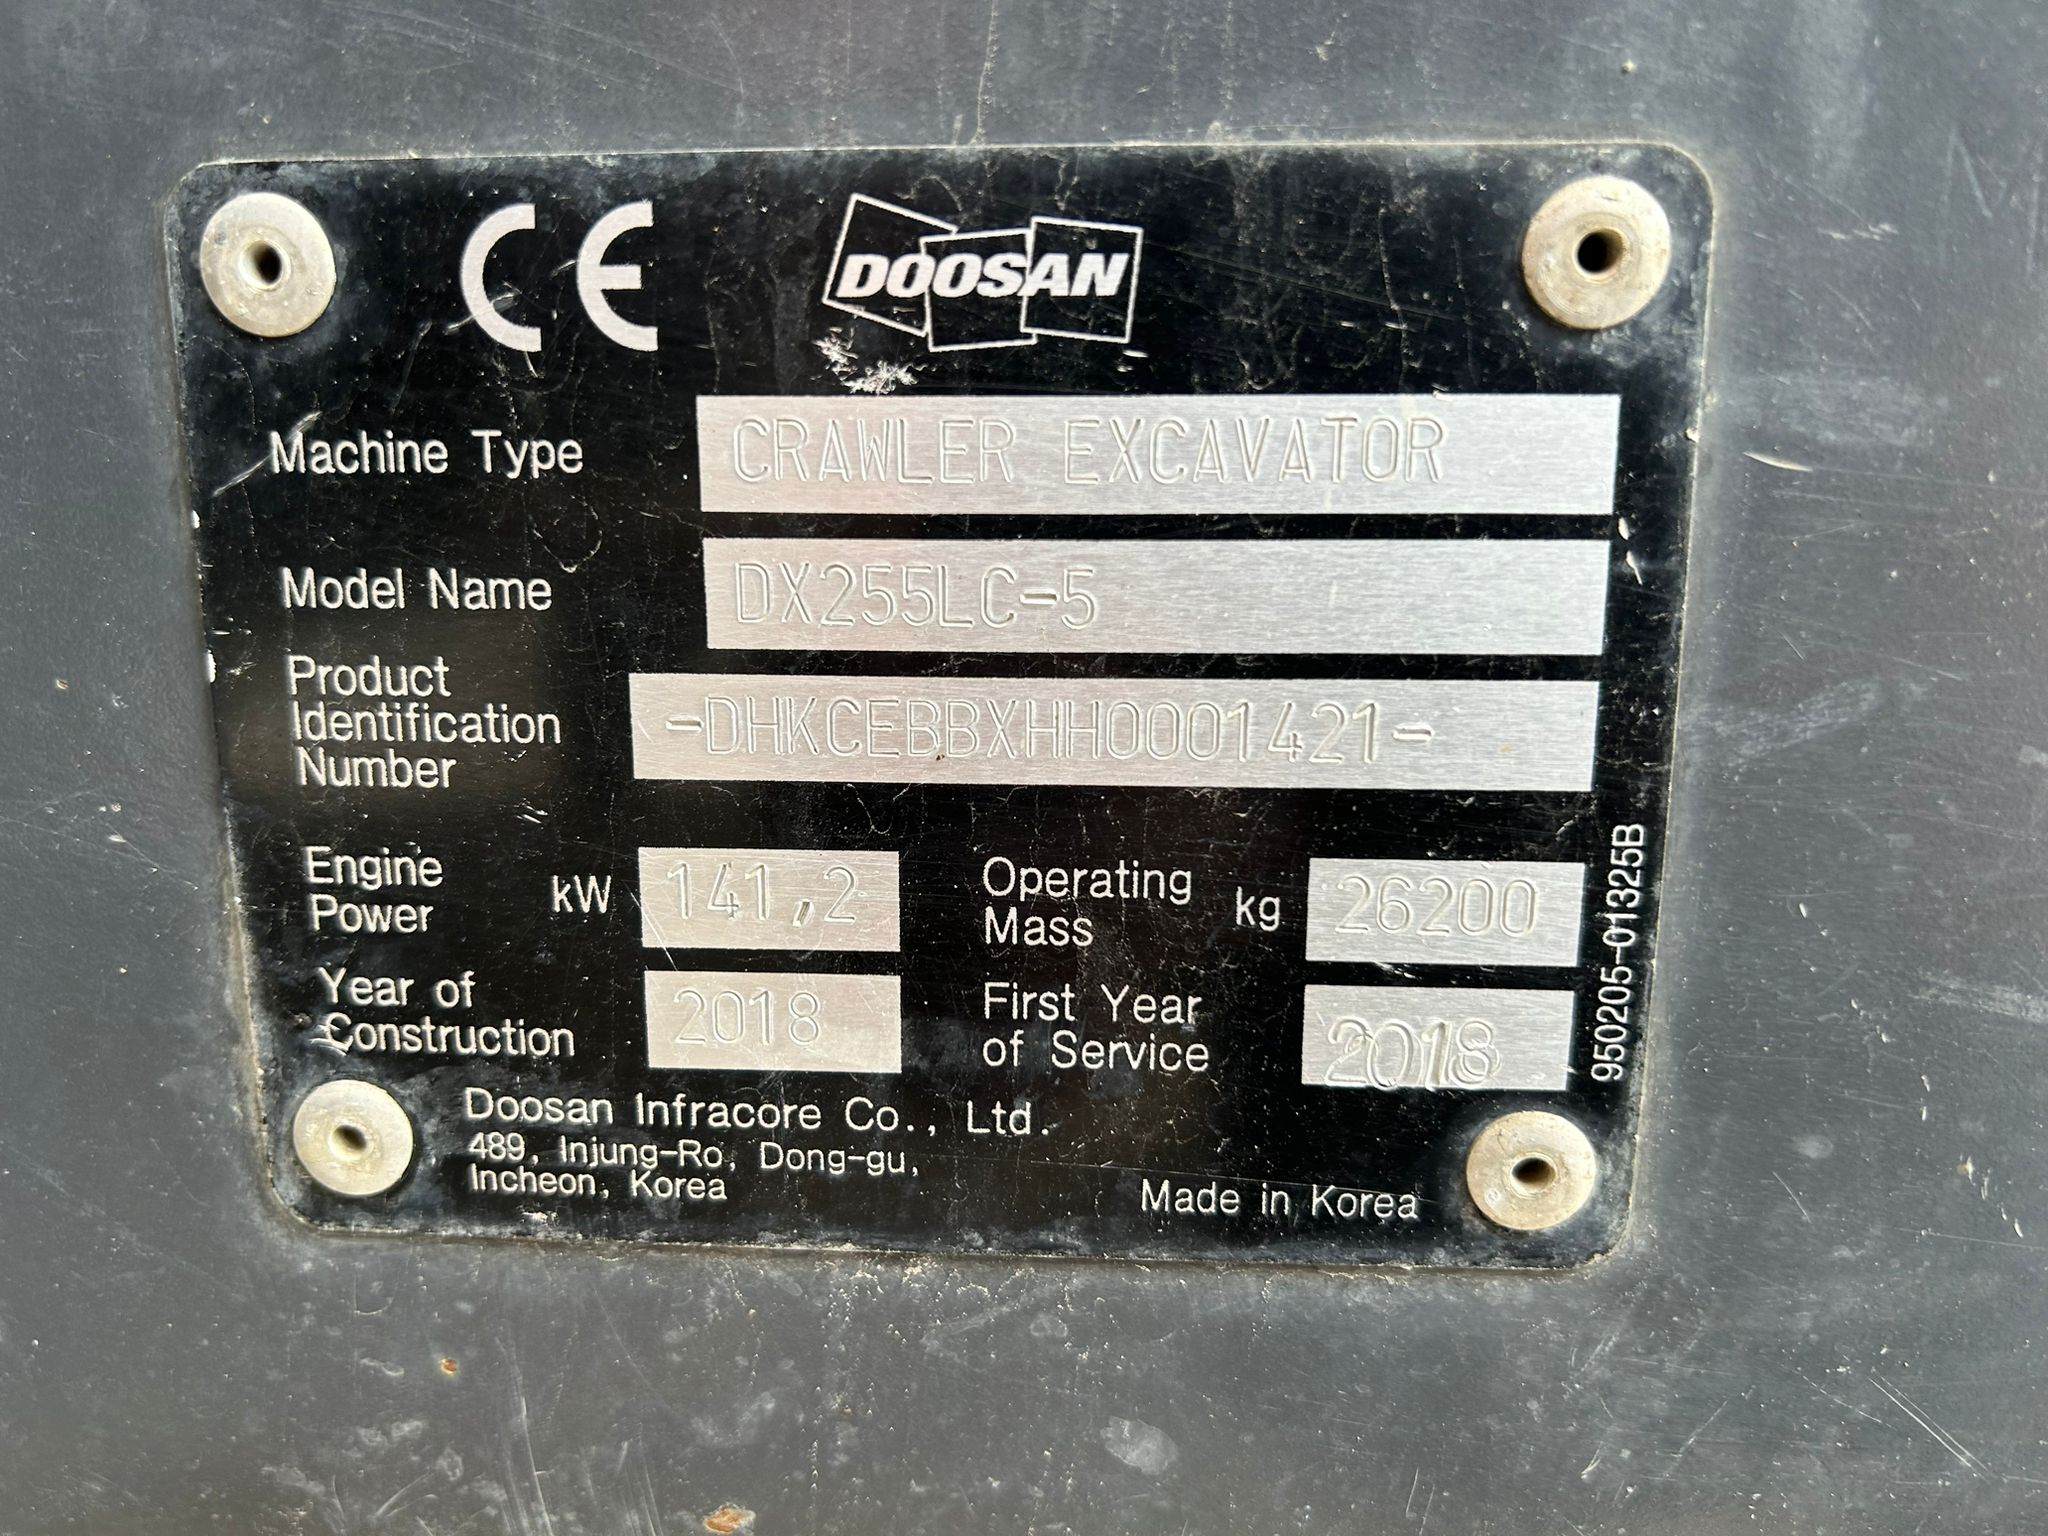 CE DOOSAN
Machine Type CRAWLER EXCAVATOR
Model Name DX255LC-5
Product
Identification
Number
-DHKCEBBXHH0001421-
Engine
Power
kW 141,2
Operating
Mass
kg 26200
Year of
Construction
2018
First Year
of Service
2018
Doosan Infracore Co., Ltd.
489, Injung-Ro, Dong-gu,
Incheon, Korea
Made in Korea
950205-01325B